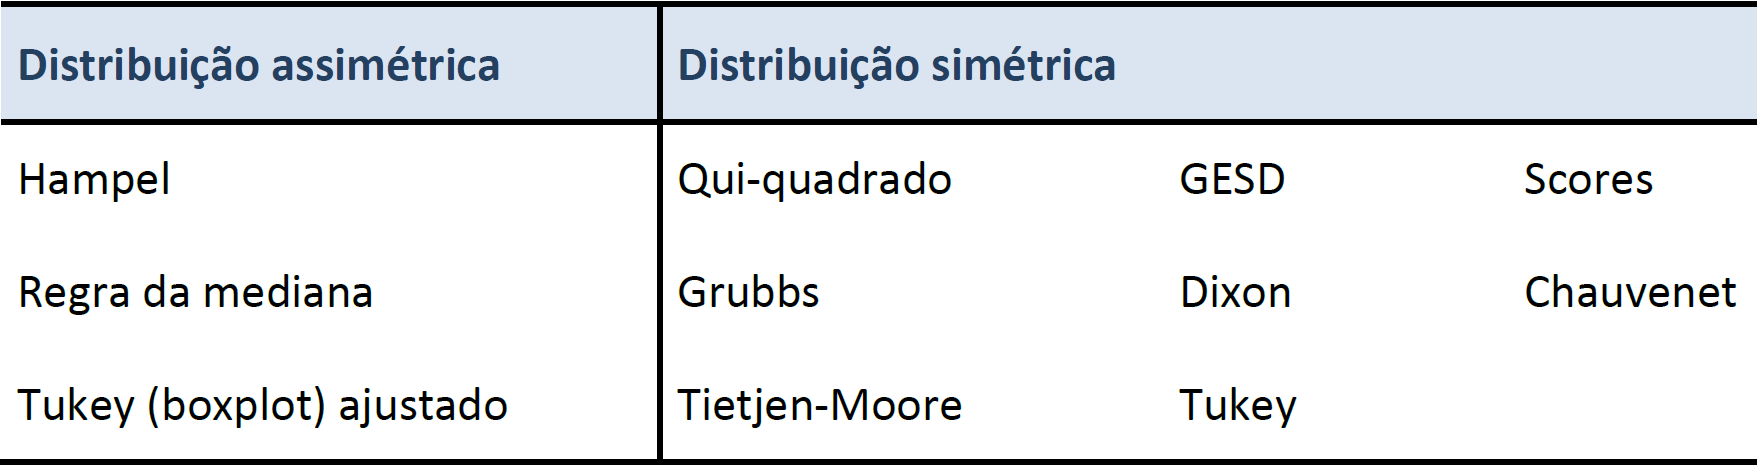 Distribuição assimétrica Distribuição simétrica
Hampel Qui-quadrado GESD Scores
Regra da mediana Grubbs Dixon Chauvenet
Tukey (boxplot) ajustado Tietjen-Moore Tukey